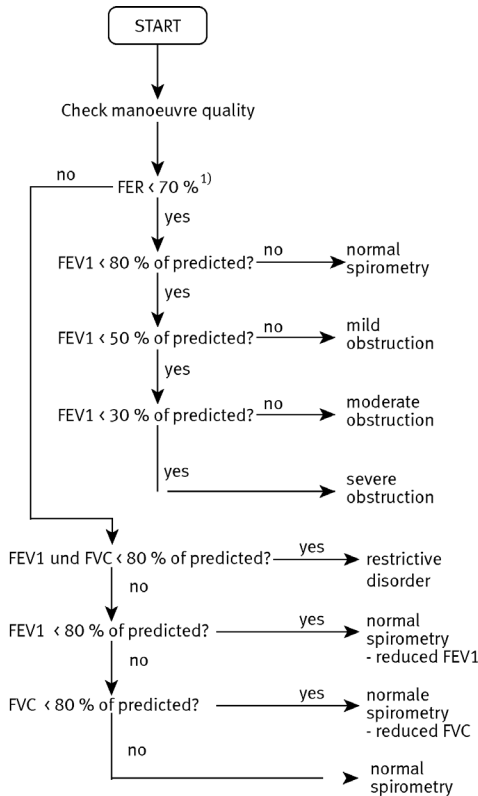 START
Check manoeuvre quality
no
FER < 70 % 1)
yes
FEV1 < 80 % of predicted?
no
normal
spirometry
yes
FEV1 < 50 % of predicted?
no
mild
obstruction
yes
FEV1 < 30 % of predicted?
no
moderate
obstruction
yes
severe
obstruction
FEV1 und FVC < 80 % of predicted?
yes
restrictive
disorder
no
FEV1 < 80 % of predicted?
yes
normal
spirometry
- reduced FEV1
no
FVC < 80 % of predicted?
yes
normale
spirometry
- reduced FVC
no
normal
spirometry